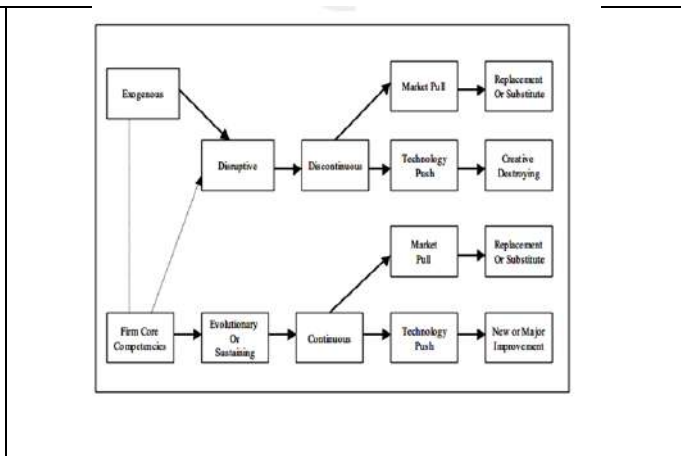 Exogenous
Market Pull
Replacement
Or Substitute
Disruptive
Discontinuous
Technology
Push
Creative
Destroying
Market
Pull
Replacement
Or Substitute
Firm Core
Competencies
Evolutionary
Or
Sustaining
Continuous
Technology
Push
New or Major
Improvement